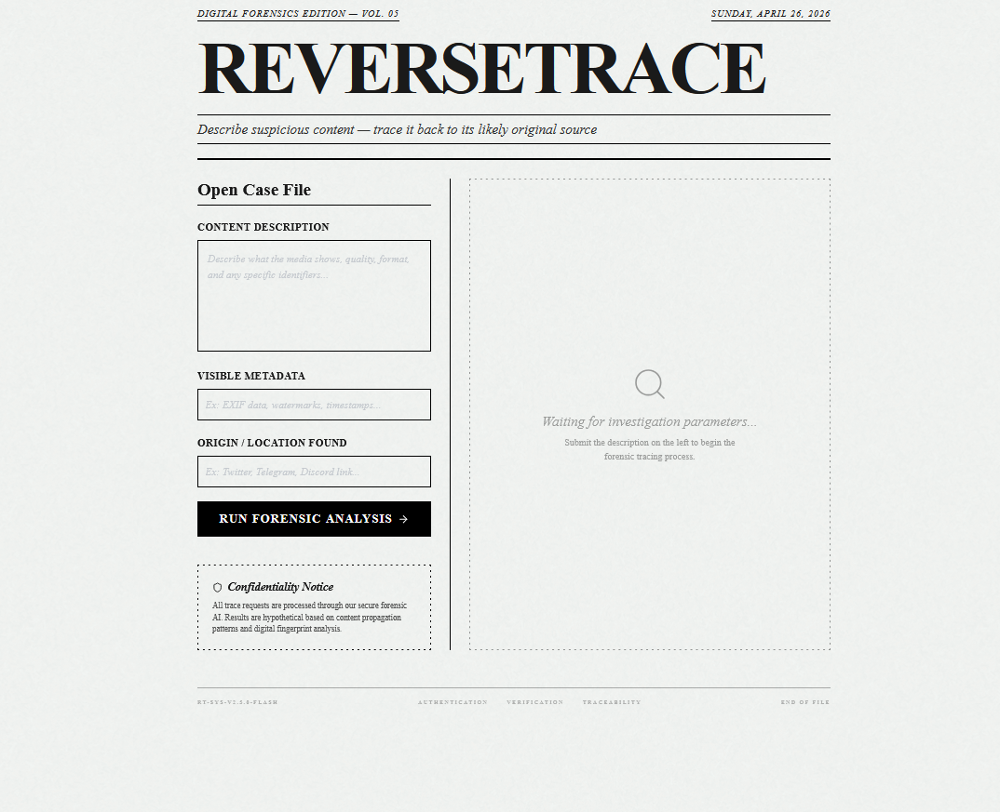 DIGITAL FORENSICS EDITION — VOL. 05
SUNDAY, APRIL 26, 2026
REVERSETRACE
Describe suspicious content — trace it back to its likely original source
Open Case File
CONTENT DESCRIPTION
Describe what the media shows, quality, format,
and any specific identifiers...
VISIBLE METADATA
Ex: EXIF data, watermarks, timestamps...
ORIGIN / LOCATION FOUND
Ex: Twitter, Telegram, Discord link...
RUN FORENSIC ANALYSIS →
Confidentiality Notice
All trace requests are processed through our secure forensic
AI. Results are hypothetical based on content propagation
patterns and digital fingerprint analysis.
Waiting for investigation parameters...
Submit the description on the left to begin the
forensic tracing process.
RT-SYS-V2.5.0-FLASH
AUTHENTICATION
VERIFICATION
TRACEABILITY
END OF FILE